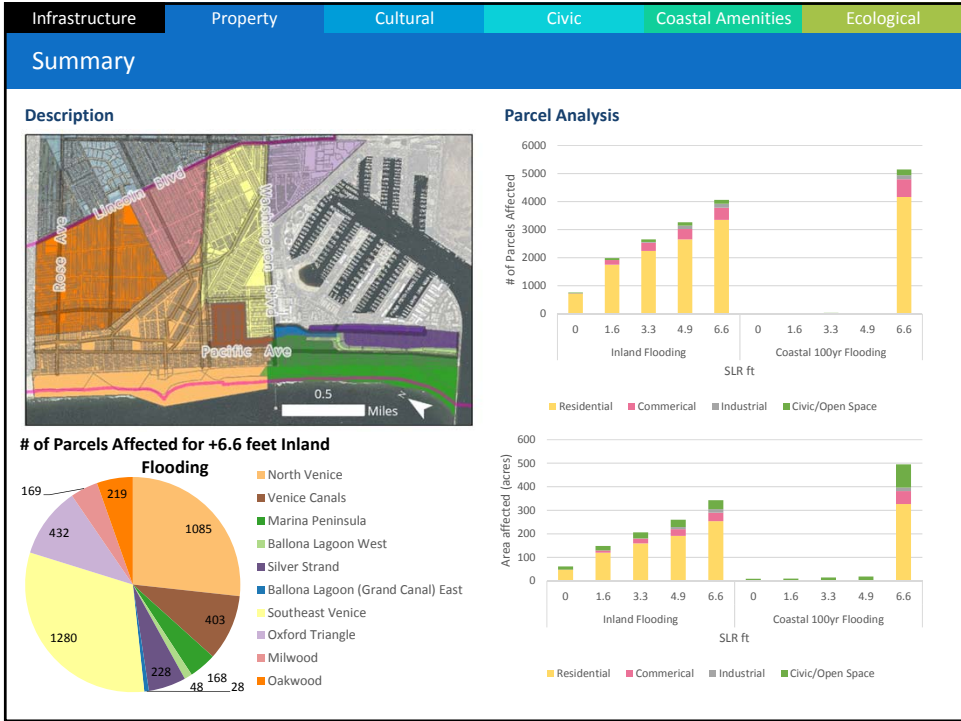 Infrastructure Property Cultural Civic Coastal Amenities Ecological
Summary
Description
Rose Ave
Lincoln Blvd
Washington Blvd
Pacific Ave
0.5
Miles
N
# of Parcels Affected for +6.6 feet Inland
Flooding
169
219
432
1085
1280
403
228
168
48
28
North Venice
Venice Canals
Marina Peninsula
Ballona Lagoon West
Silver Strand
Ballona Lagoon (Grand Canal) East
Southeast Venice
Oxford Triangle
Milwood
Oakwood
Parcel Analysis
# of Parcels Affected
6000
5000
4000
3000
2000
1000
0
0 1.6 3.3 4.9 6.6 0 1.6 3.3 4.9 6.6
Inland Flooding Coastal 100yr Flooding
SLR ft
Residential Commerical Industrial Civic/Open Space
Area affected (acres)
600
500
400
300
200
100
0
0 1.6 3.3 4.9 6.6 0 1.6 3.3 4.9 6.6
Inland Flooding Coastal 100yr Flooding
SLR ft
Residential Commerical Industrial Civic/Open Space